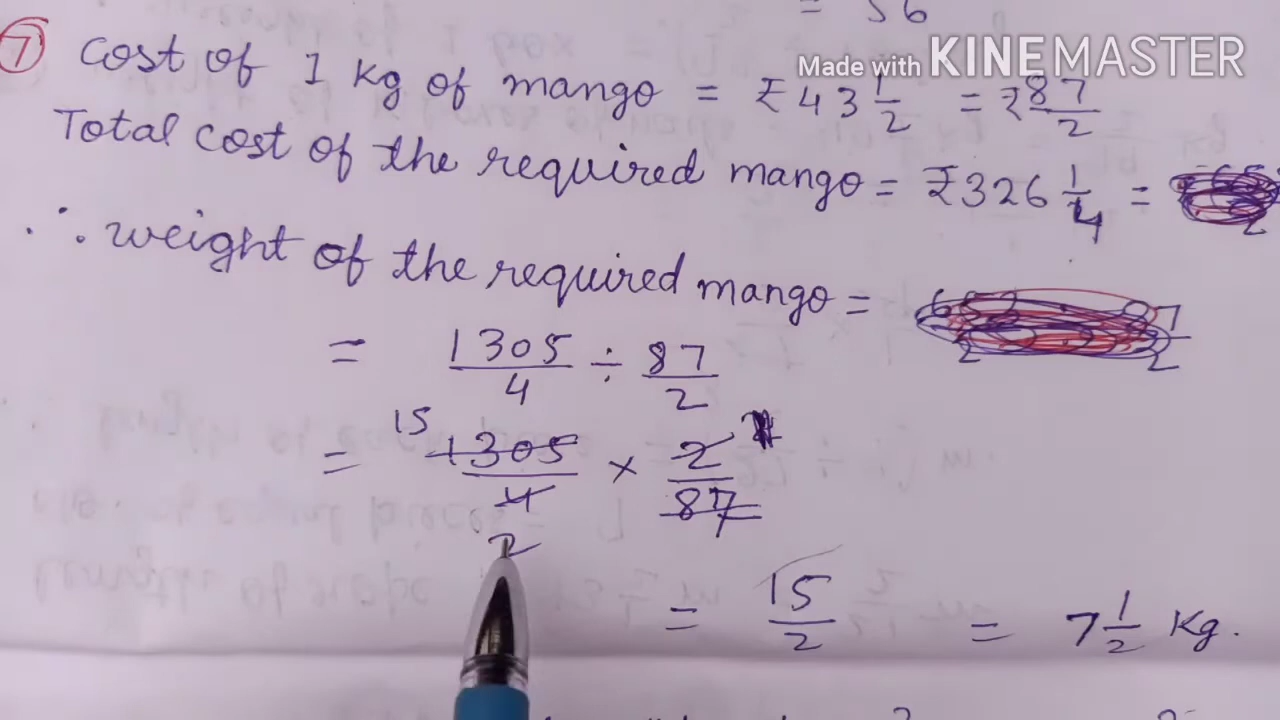 = 56
Made with KINEMASTER
7 Cost of 1 kg of mango = ₹43 1/2 = ₹87/2
Total cost of the required mango = ₹326 1/4 =
∴ weight of the required mango =
= 1305/4 ÷ 87/2
= 15 1305/4 2 × 2/87
= 15/2 = 7 1/2 Kg.